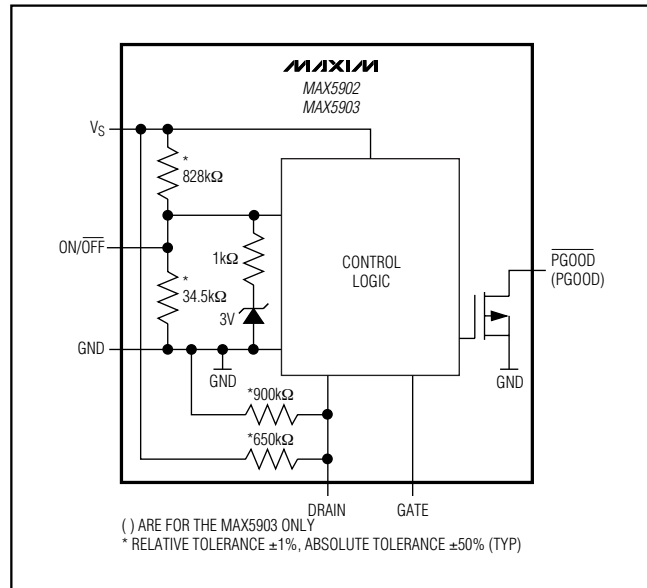 MAXIM
MAX5902
MAX5903
VS
*
828kΩ
ON/OFF
1kΩ
CONTROL
LOGIC
PGOOD
(PGOOD)
*
34.5kΩ
3V
GND
GND
GND
*900kΩ
*650kΩ
DRAIN
GATE
( ) ARE FOR THE MAX5903 ONLY
* RELATIVE TOLERANCE ±1%, ABSOLUTE TOLERANCE ±50% (TYP)